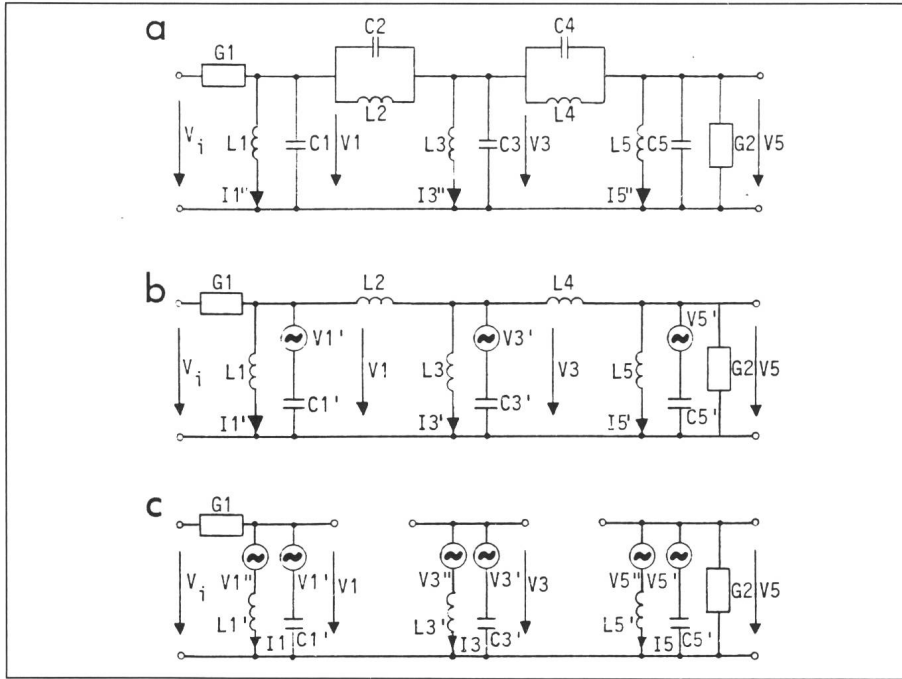 a
C2 C4
G1
L2 L4
Vi L1 C1 V1 L3 C3 V3 L5 C5 G2 V5
I1" I3" I5"
b
G1 L2 L4
V1' V3' V5'
Vi L1 V1 L3 V3 L5 G2 V5
C1' C3' C5'
I1' I3' I5'
c
G1
Vi V1" V1' V1 V3" V3' V3 V5" V5' G2 V5
L1' I1 C1' L3' I3 C3' L5' I5 C5'